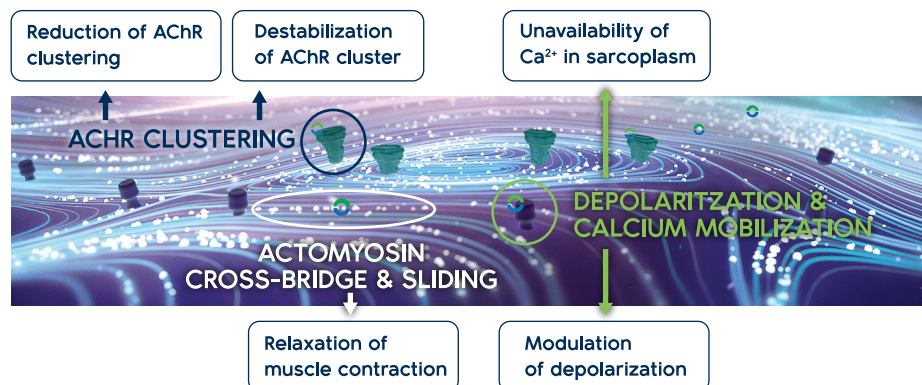 Reduction of AChR
clustering
Destabilization
of AChR cluster
Unavailability of
Ca²⁺ in sarcoplasm
ACHR CLUSTERING
DEPOLARITZATION &
CALCIUM MOBILIZATION
ACTOMYOSIN
CROSS-BRIDGE & SLIDING
Relaxation of
muscle contraction
Modulation
of depolarization